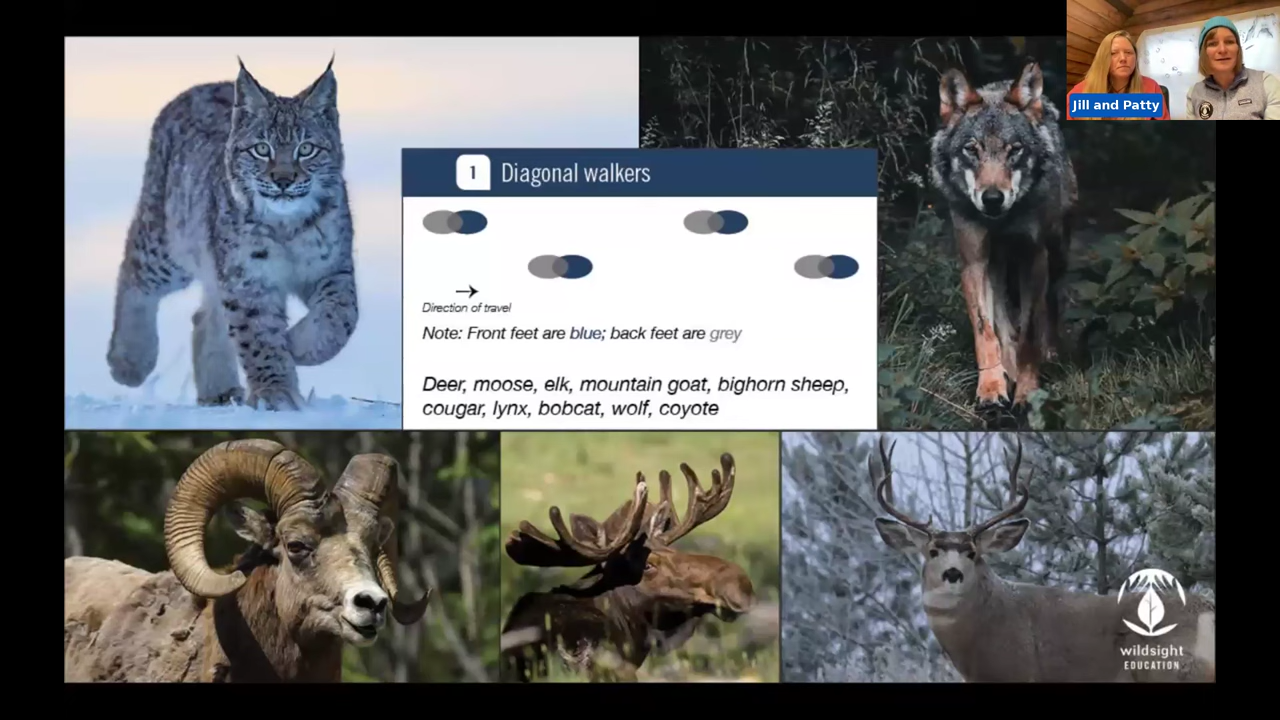 Jill and Patty
1 Diagonal walkers
Direction of travel
Note: Front feet are blue; back feet are grey
Deer, moose, elk, mountain goat, bighorn sheep,
cougar, lynx, bobcat, wolf, coyote
wildsight
EDUCATION